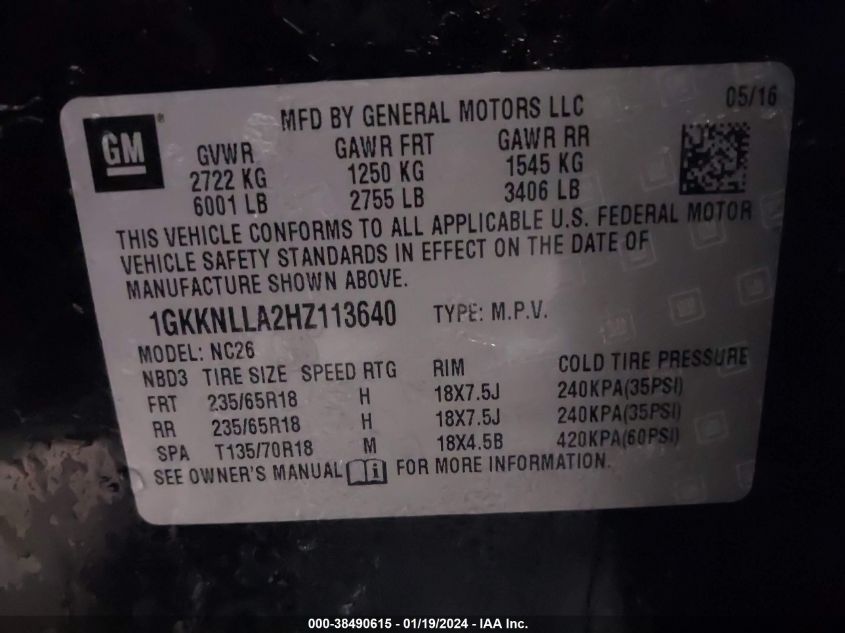 GM ®
MFD BY GENERAL MOTORS LLC
05/16
GVWR GAWR FRT GAWR RR
2722 KG 1250 KG 1545 KG
6001 LB 2755 LB 3406 LB
THIS VEHICLE CONFORMS TO ALL APPLICABLE U.S. FEDERAL MOTOR
VEHICLE SAFETY STANDARDS IN EFFECT ON THE DATE OF
MANUFACTURE SHOWN ABOVE.
1GKKNLLA2HZ113640 TYPE: M.P.V.
MODEL: NC26
NBD3 TIRE SIZE SPEED RTG RIM COLD TIRE PRESSURE
FRT 235/65R18 H 18X7.5J 240KPA(35PSI)
RR 235/65R18 H 18X7.5J 240KPA(35PSI)
SPA T135/70R18 M 18X4.5B 420KPA(60PSI)
SEE OWNER'S MANUAL i FOR MORE INFORMATION.
000-38490615 - 01/19/2024 - IAA Inc.